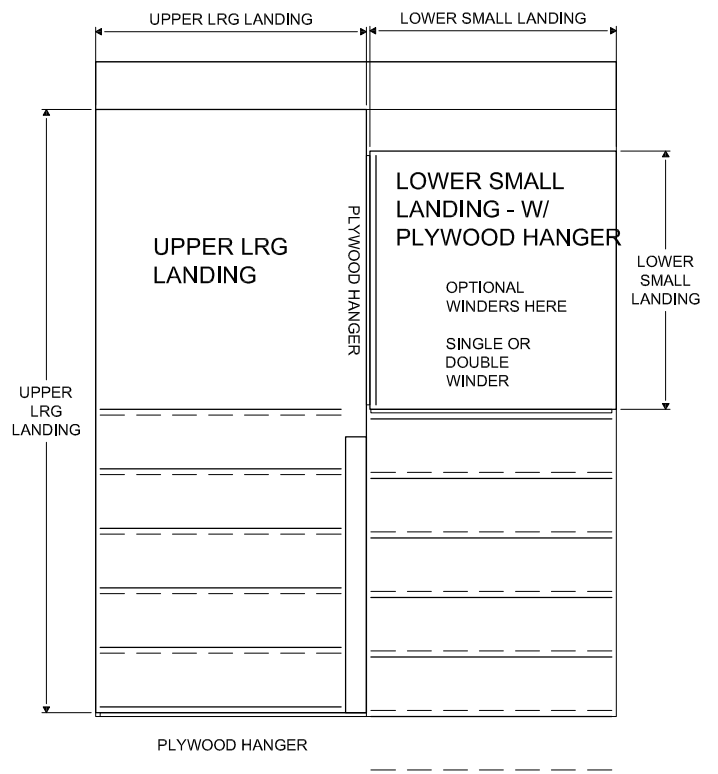 UPPER LRG LANDING
LOWER SMALL LANDING
LOWER SMALL
LANDING - W/
PLYWOOD HANGER
UPPER LRG
LANDING
PLYWOOD HANGER
OPTIONAL
WINDERS HERE
SINGLE OR
DOUBLE
WINDER
LOWER
SMALL
LANDING
UPPER
LRG
LANDING
PLYWOOD HANGER